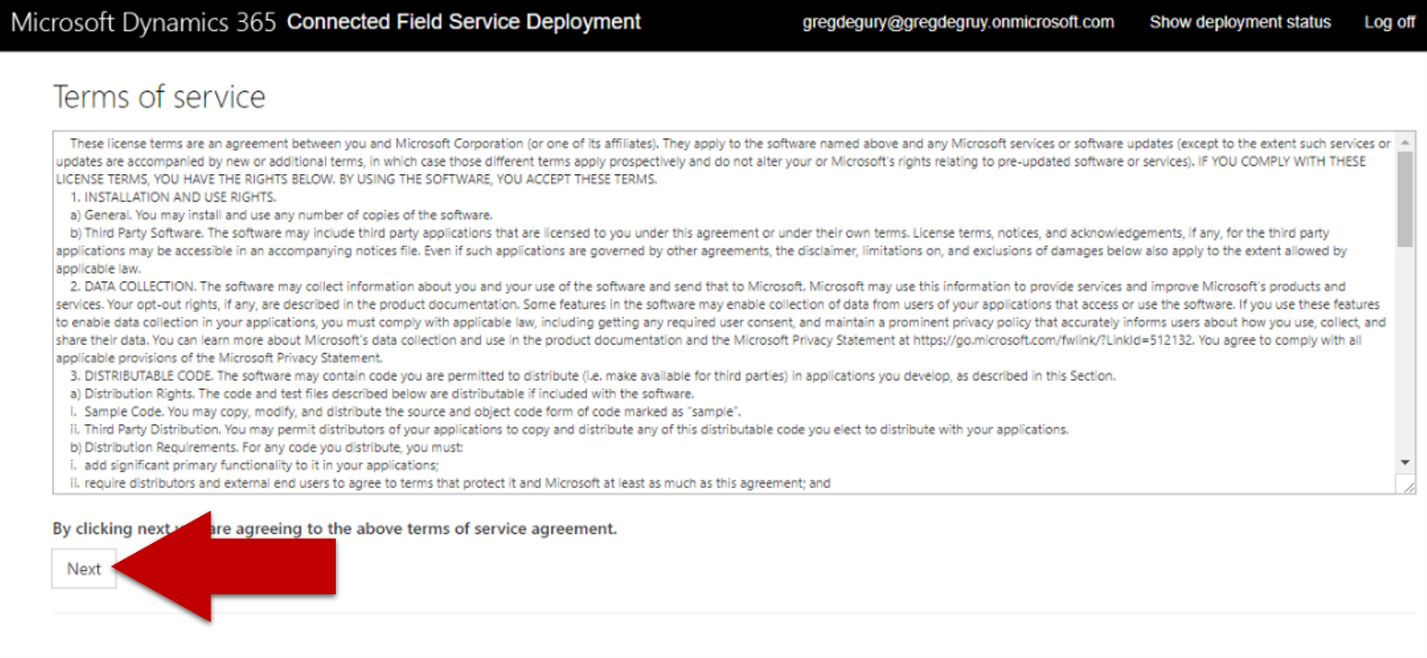 Microsoft Dynamics 365 Connected Field Service Deployment gregdegury@gregdegruy.onmicrosoft.com Show deployment status Log off
Terms of service
These license terms are an agreement between you and Microsoft Corporation (or one of its affiliates). They apply to the software named above and any Microsoft services or software updates (except to the extent such services or
updates are accompanied by new or additional terms, in which case those different terms apply prospectively and do not alter your or Microsoft's rights relating to pre-updated software or services). IF YOU COMPLY WITH THESE
LICENSE TERMS, YOU HAVE THE RIGHTS BELOW. BY USING THE SOFTWARE, YOU ACCEPT THESE TERMS.
1. INSTALLATION AND USE RIGHTS.
a) General. You may install and use any number of copies of the software.
b) Third Party Software. The software may include third party applications that are licensed to you under this agreement or under their own terms. License terms, notices, and acknowledgements, if any, for the third party
applications may be accessible in an accompanying notices file. Even if such applications are governed by other agreements, the disclaimer, limitations on, and exclusions of damages below also apply to the extent allowed by
applicable law.
2. DATA COLLECTION. The software may collect information about you and your use of the software and send that to Microsoft. Microsoft may use this information to provide services and improve Microsoft's products and
services. Your opt-out rights, if any, are described in the product documentation. Some features in the software may enable collection of data from users of your applications that access or use the software. If you use these features
to enable data collection in your applications, you must comply with applicable law, including getting any required user consent, and maintain a prominent privacy policy that accurately informs users about how you use, collect, and
share their data. You can learn more about Microsoft's data collection and use in the product documentation and the Microsoft Privacy Statement at https://go.microsoft.com/fwlink/?LinkId=512132. You agree to comply with all
applicable provisions of the Microsoft Privacy Statement.
3. DISTRIBUTABLE CODE. The software may contain code you are permitted to distribute (i.e. make available for third parties) in applications you develop, as described in this Section.
a) Distribution Rights. The code and test files described below are distributable if included with the software.
i. Sample Code. You may copy, modify, and distribute the source and object code form of code marked as "sample".
ii. Third Party Distribution. You may permit distributors of your applications to copy and distribute any of this distributable code you elect to distribute with your applications.
b) Distribution Requirements. For any code you distribute, you must:
i. add significant primary functionality to it in your applications;
ii. require distributors and external end users to agree to terms that protect it and Microsoft at least as much as this agreement; and
By clicking next are agreeing to the above terms of service agreement.
Next